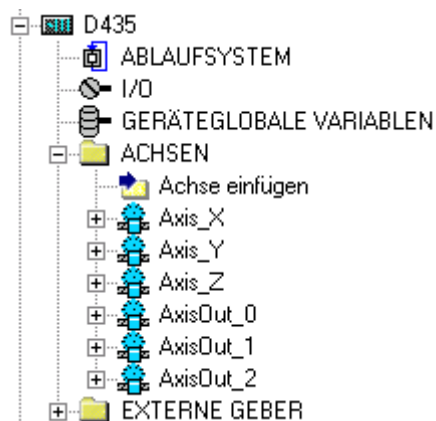 D435
ABLAUFSYSTEM
I/O
GERÄTEGLOBALE VARIABLEN
ACHSEN
Achse einfügen
Axis_X
Axis_Y
Axis_Z
AxisOut_0
AxisOut_1
AxisOut_2
EXTERNE GEBER